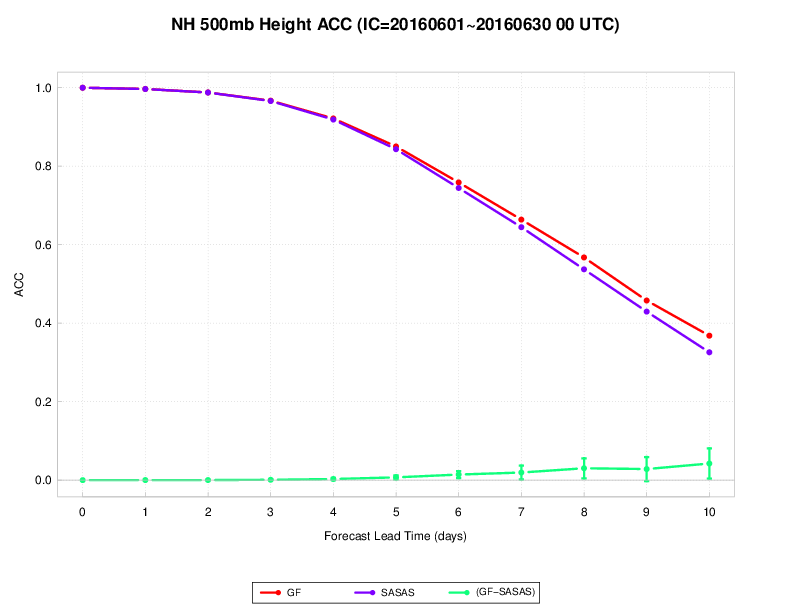 NH 500mb Height ACC (IC=20160601~20160630 00 UTC)
1.0
0.8
0.6
0.4
0.2
0.0
ACC
0 1 2 3 4 5 6 7 8 9 10
Forecast Lead Time (days)
GF SASAS (GF−SASAS)